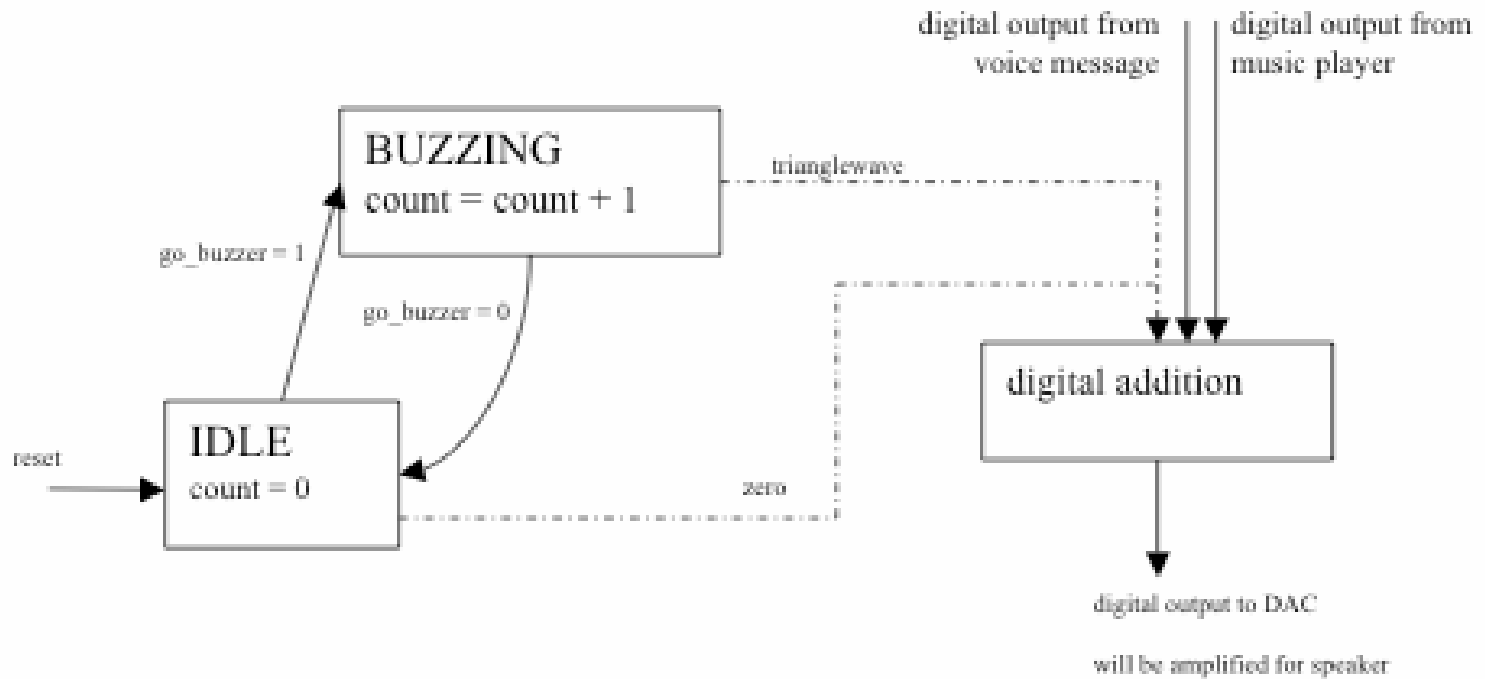 digital output from
voice message
digital output from
music player
BUZZING
count = count + 1
trianglewave
go_buzzer = 1
go_buzzer = 0
digital addition
IDLE
count = 0
reset
zero
digital output to DAC
will be amplified for speaker